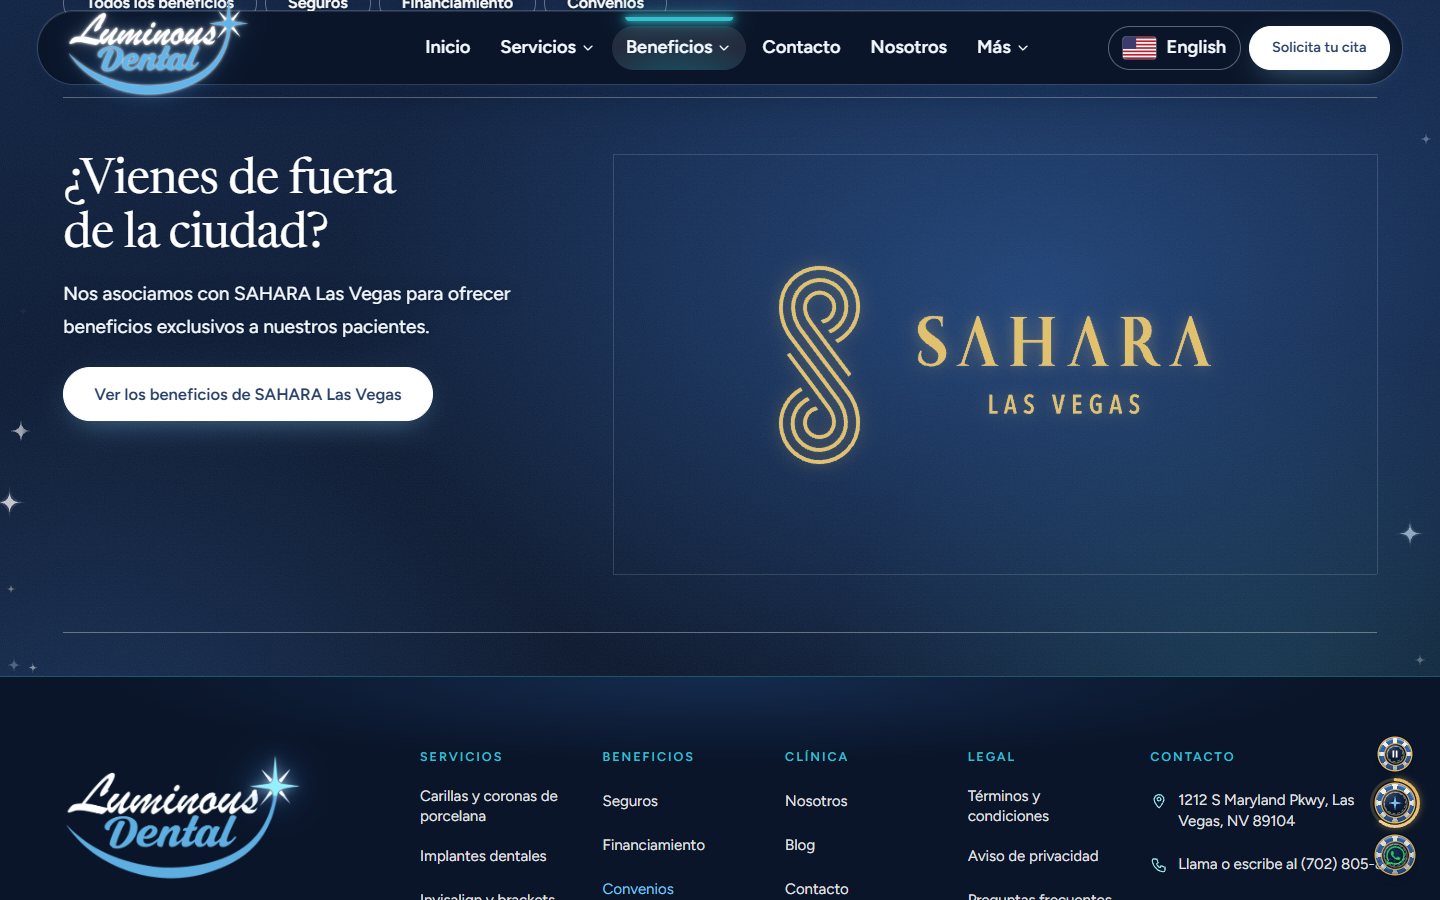 Todos los beneficios
Seguros
Financiamiento
Convenios
Luminous
Dental
Inicio
Servicios
Beneficios
Contacto
Nosotros
Más
English
Solicita tu cita
¿Vienes de fuera
de la ciudad?
Nos asociamos con SAHARA Las Vegas para ofrecer
beneficios exclusivos a nuestros pacientes.
Ver los beneficios de SAHARA Las Vegas
SAHARA
LAS VEGAS
Luminous
Dental
SERVICIOS
Carillas y coronas de
porcelana
Implantes dentales
Invisalign y brackets
BENEFICIOS
Seguros
Financiamiento
Convenios
CLÍNICA
Nosotros
Blog
Contacto
LEGAL
Términos y
condiciones
Aviso de privacidad
Preguntas frecuentes
CONTACTO
1212 S Maryland Pkwy, Las
Vegas, NV 89104
Llama o escribe al (702) 805-